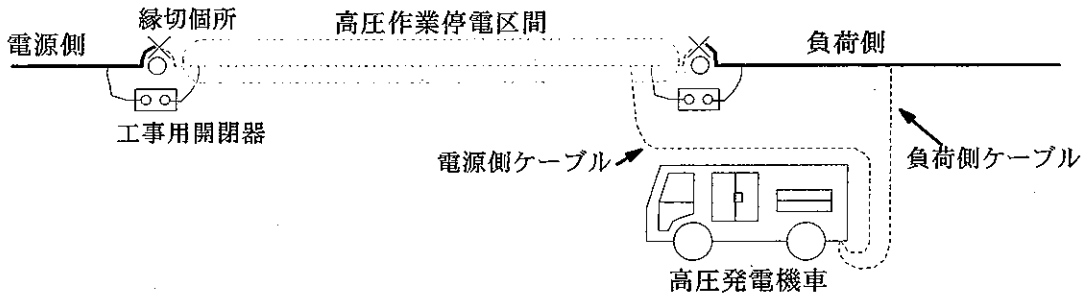 縁切個所
高圧作業停電区間
電源側
負荷側
工事用開閉器
電源側ケーブル
負荷側ケーブル
高圧発電機車